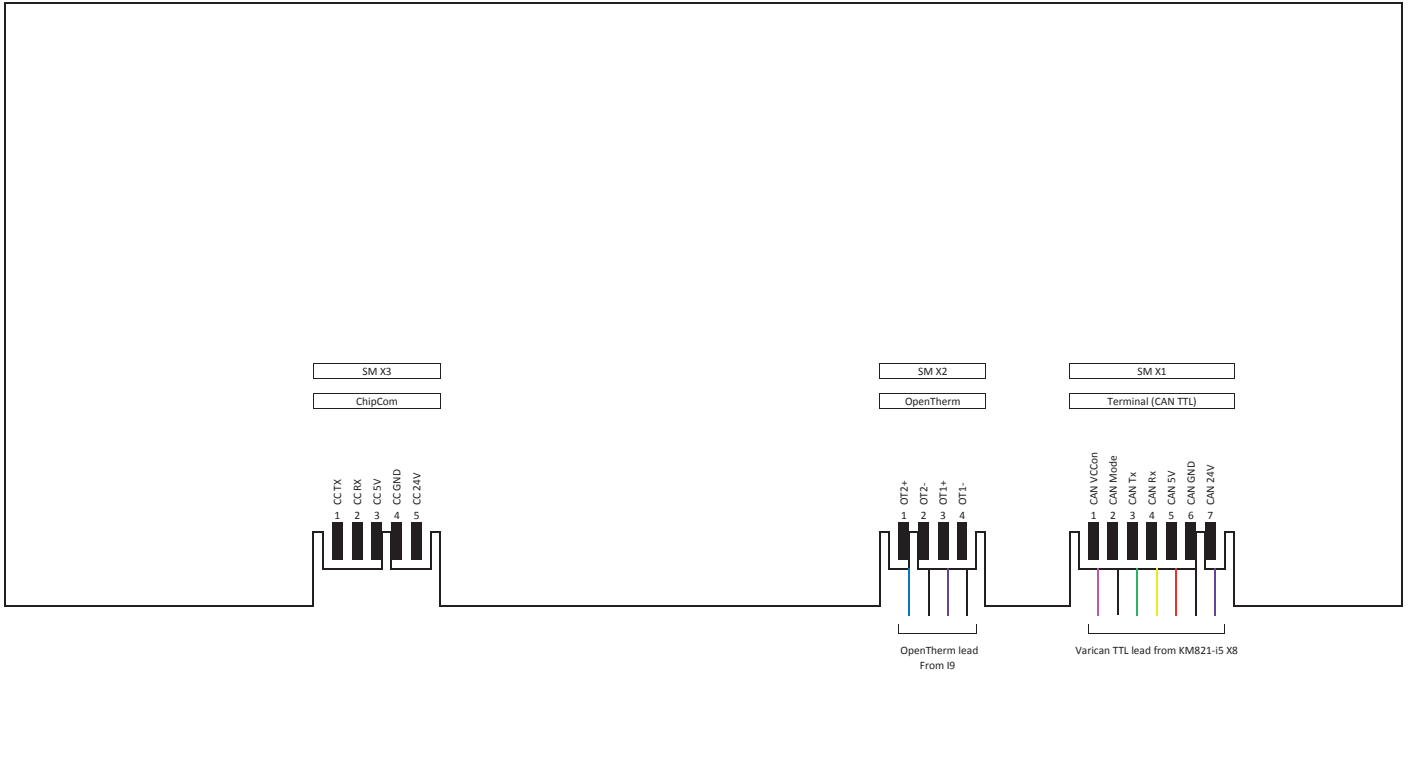 SM X3
ChipCom
CC TX
CC RX
CC 5V
CC GND
CC 24V
1 2 3 4 5
SM X2
OpenTherm
OT2+
OT2-
OT1+
OT1-
1 2 3 4
OpenTherm lead
From I9
SM X1
Terminal (CAN TTL)
CAN VCCon
CAN Mode
CAN Tx
CAN Rx
CAN 5V
CAN GND
CAN 24V
1 2 3 4 5 6 7
Varican TTL lead from KM821-i5 X8